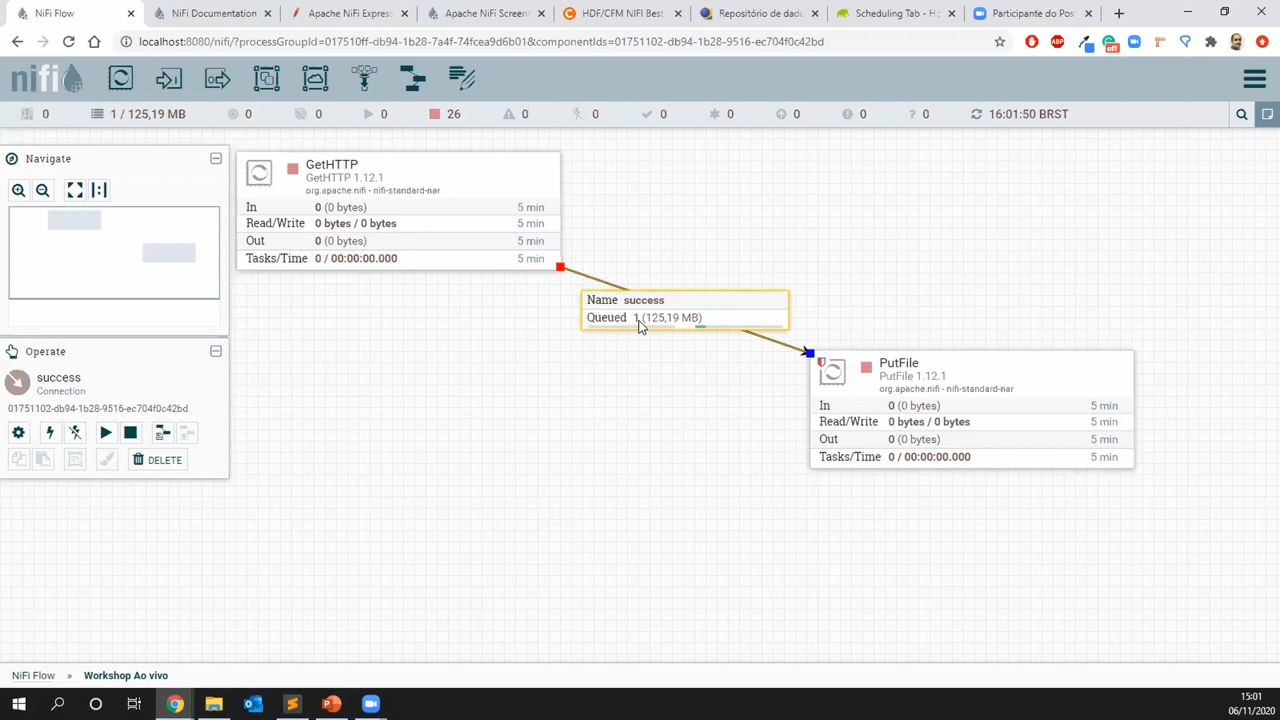 NiFi Flow
NiFi Documentation
Apache NiFi Expres
Apache NiFi Screen
HDF/CFM NIFI Best
Repositório de dado
Scheduling Tab - H
Participante do Pos
localhost:8080/nifi/?processGroupId=017510ff-db94-1b28-7a4f-74fcea9d6b01&componentIds=01751102-db94-1b28-9516-ec704f0c42bd
ABP
off
nifi
0
1 / 125,19 MB
0
0
0
26
0
0
0
0
0
0
0
16:01:50 BRST
Navigate
GetHTTP
GetHTTP 1.12.1
org.apache.nifi - nifi-standard-nar
In 0 (0 bytes) 5 min
Read/Write 0 bytes / 0 bytes 5 min
Out 0 (0 bytes) 5 min
Tasks/Time 0 / 00:00:00.000 5 min
Name success
Queued 1 (125,19 MB)
Operate
success
Connection
01751102-db94-1b28-9516-ec704f0c42bd
DELETE
PutFile
PutFile 1.12.1
org.apache.nifi - nifi-standard-nar
In 0 (0 bytes) 5 min
Read/Write 0 bytes / 0 bytes 5 min
Out 0 (0 bytes) 5 min
Tasks/Time 0 / 00:00:00.000 5 min
NiFi Flow » Workshop Ao vivo
15:01
06/11/2020